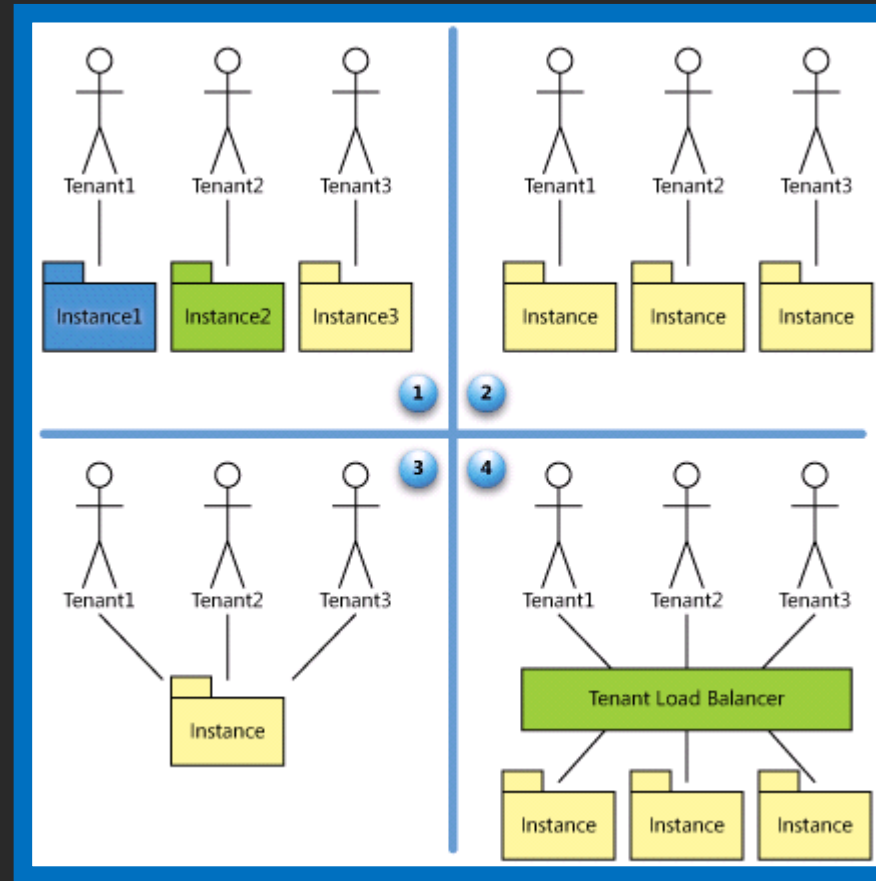 Tenant1 Tenant2 Tenant3
Instance1 Instance2 Instance3
1
Tenant1 Tenant2 Tenant3
Instance Instance Instance
2
3
Tenant1 Tenant2 Tenant3
Instance
4
Tenant1 Tenant2 Tenant3
Tenant Load Balancer
Instance Instance Instance